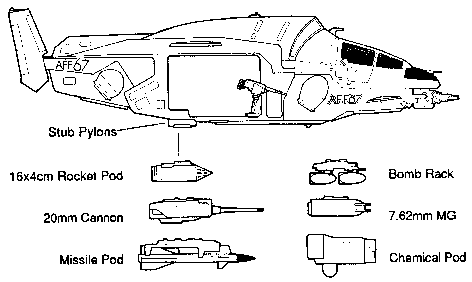 AFF67
AFF67
Stub Pylons
16x4cm Rocket Pod
Bomb Rack
20mm Cannon
7.62mm MG
Missile Pod
Chemical Pod